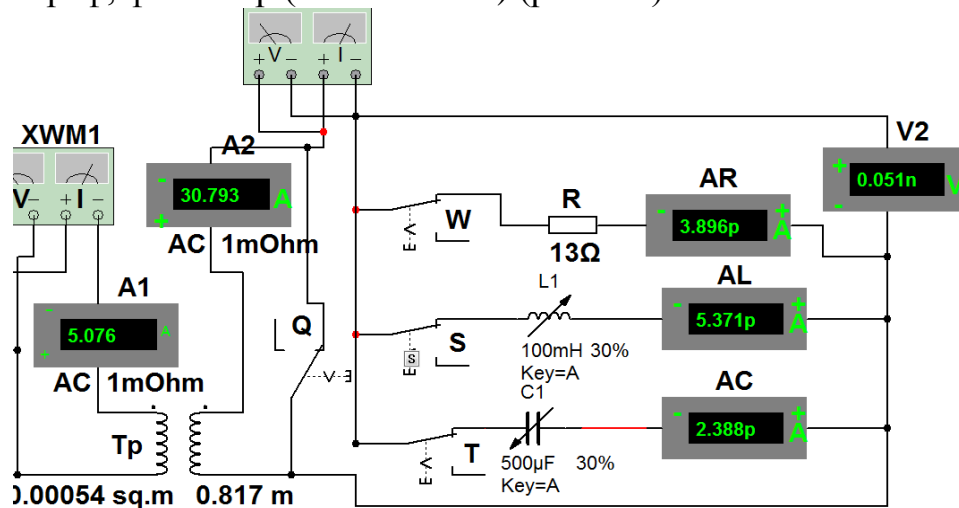 V I
+ − + −
XWM1
V− + I −
A2
30.793 A
AC 1mOhm
V2
0.051n V
W
R
13Ω
AR
3.896p A
A1
5.076 A
AC 1mOhm
Q
S
S
L1
100mH 30%
Key=A
AL
5.371p A
T
C1
500µF 30%
Key=A
AC
2.388p A
Tp
0.00054 sq.m 0.817 m